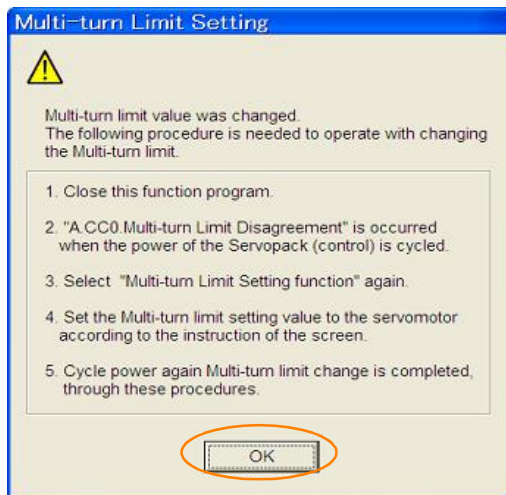 Multi-turn Limit Setting
Multi-turn limit value was changed.
The following procedure is needed to operate with changing
the Multi-turn limit.
1. Close this function program.
2. "A.CC0.Multi-turn Limit Disagreement" is occurred
when the power of the Servopack (control) is cycled.
3. Select "Multi-turn Limit Setting function" again.
4. Set the Multi-turn limit setting value to the servomotor
according to the instruction of the screen.
5. Cycle power again Multi-turn limit change is completed,
through these procedures.
OK